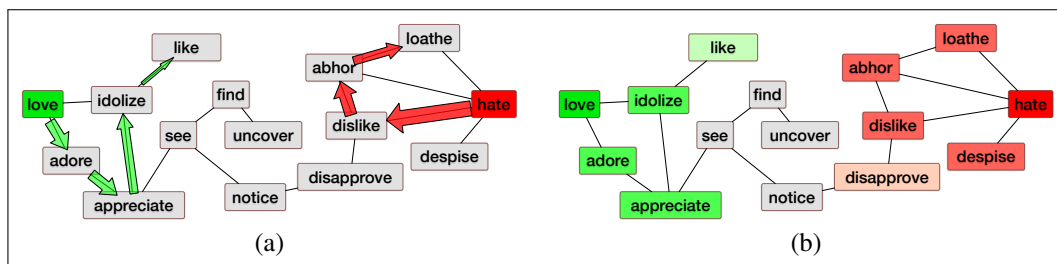 like
loathe
abhor
find
love
idolize
hate
see
uncover
dislike
adore
despise
disapprove
appreciate
notice
(a)
like
loathe
abhor
find
love
idolize
hate
see
uncover
dislike
adore
despise
disapprove
appreciate
notice
(b)